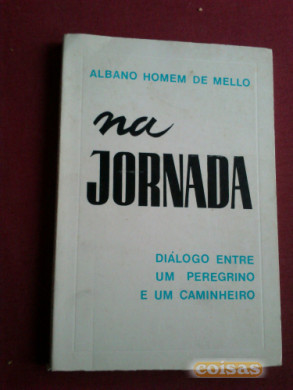 ALBANO HOMEM DE MELLO
na
JORNADA
DIÁLOGO ENTRE
UM PEREGRINO
E UM CAMINHEIRO
coisas